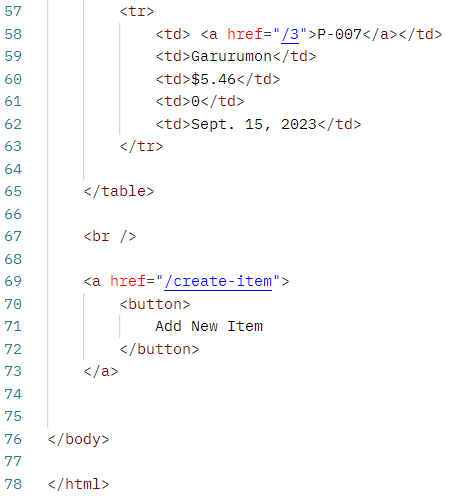 57 <tr>
58 <td> <a href="/3">P-007</a></td>
59 <td>Garurumon</td>
60 <td>$5.46</td>
61 <td>0</td>
62 <td>Sept. 15, 2023</td>
63 </tr>
64
65 </table>
66
67 <br />
68
69 <a href="/create-item">
70 <button>
71 Add New Item
72 </button>
73 </a>
74
75
76 </body>
77
78 </html>